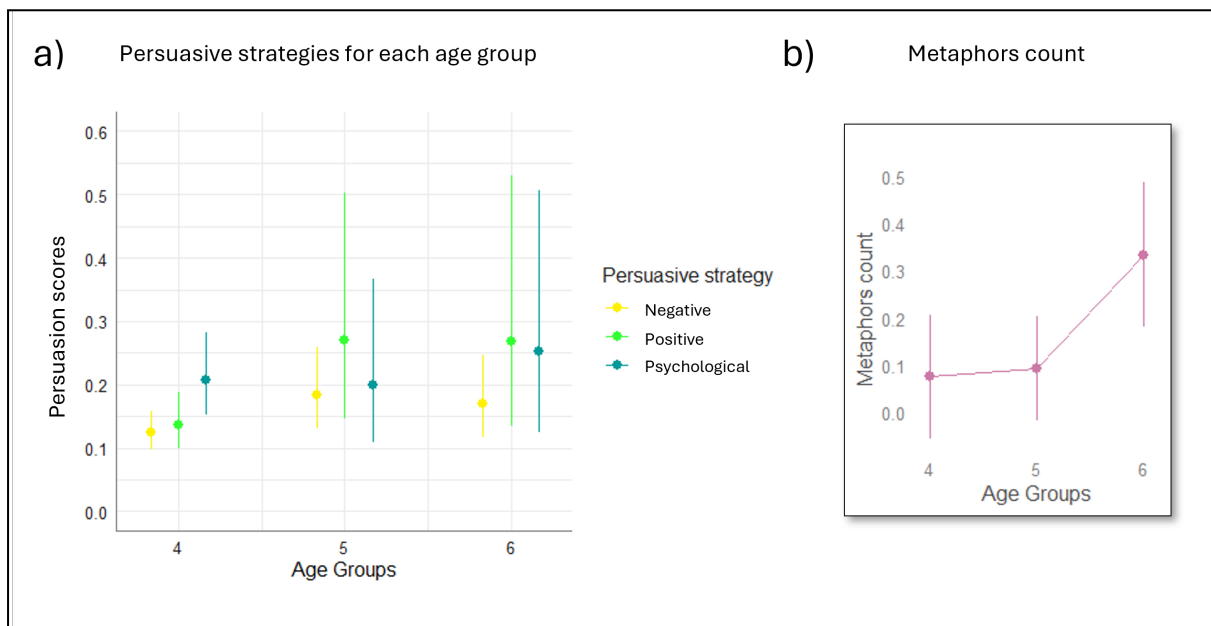 a)
Persuasive strategies for each age group
0.6
0.5
0.4
0.3
0.2
0.1
0.0
Persuasion scores
4
5
6
Age Groups
Persuasive strategy
Negative
Positive
Psychological
b)
Metaphors count
0.5
0.4
0.3
0.2
0.1
0.0
Metaphors count
4
5
6
Age Groups